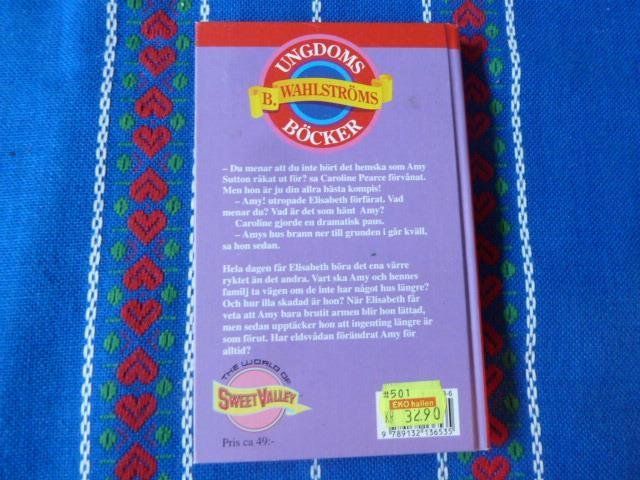 UNGDOMS
B. WAHLSTRÖMS
BÖCKER
– Du menar att du inte hört det hemska som Amy
Sutton råkat ut för? sa Caroline Pearce förvånat.
Men hon är ju din allra bästa kompis!
– Amy! utropade Elisabeth förfärat. Vad
menar du? Vad är det som hänt Amy?
Caroline gjorde en dramatisk paus.
– Amys hus brann ner till grunden i går kväll,
sa hon sedan.
Hela dagen får Elisabeth höra det ena värre
ryktet än det andra. Vart ska Amy och hennes
familj ta vägen om de inte har något hus längre?
Och hur illa skadad är hon? När Elisabeth får
veta att Amy bara brutit armen blir hon lättad,
men sedan upptäcker hon att ingenting längre är
som förut. Har eldsvådan förändrat Amy för
alltid?
THE WORLD OF
SWEET VALLEY
Pris ca 49:-
#501
EKO hallen
KR 32.90
9 789132 136535